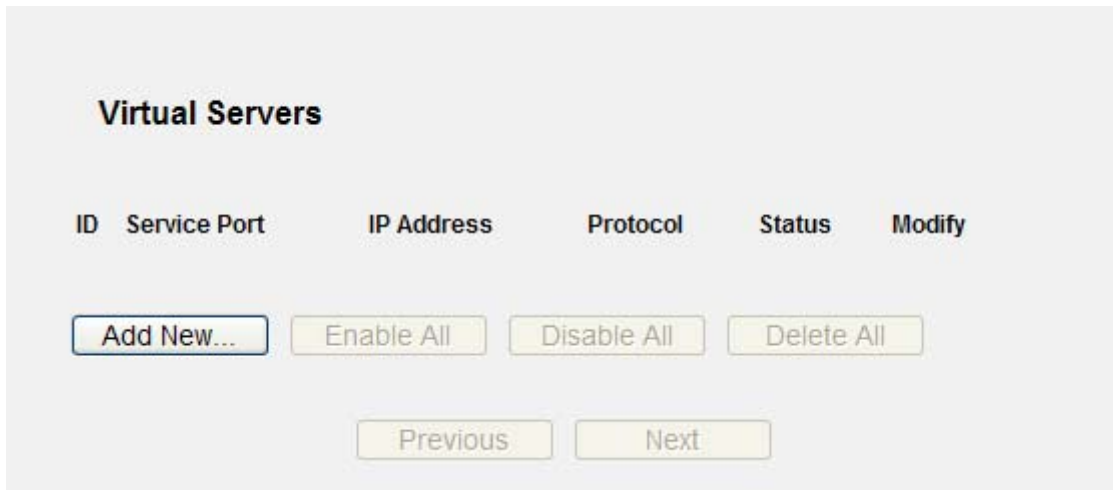 Virtual Servers
ID Service Port IP Address Protocol Status Modify
Add New... Enable All Disable All Delete All
Previous Next